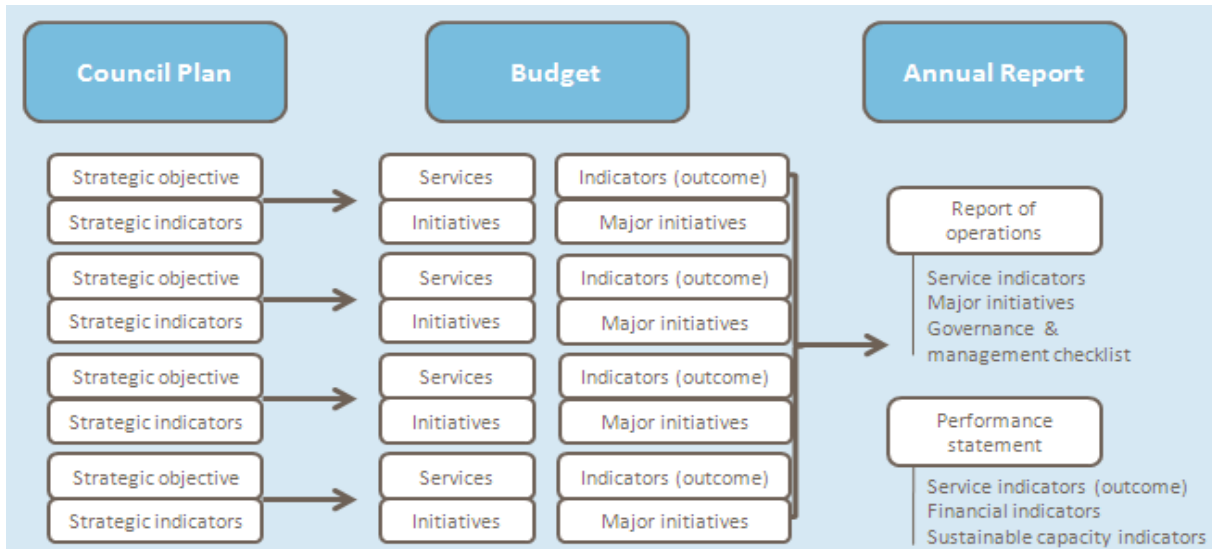 Council Plan
Budget
Annual Report
Strategic objective
Strategic indicators
Services
Initiatives
Indicators (outcome)
Major initiatives
Strategic objective
Strategic indicators
Services
Initiatives
Indicators (outcome)
Major initiatives
Strategic objective
Strategic indicators
Services
Initiatives
Indicators (outcome)
Major initiatives
Strategic objective
Strategic indicators
Services
Initiatives
Indicators (outcome)
Major initiatives
Report of
operations
Service indicators
Major initiatives
Governance &
management checklist
Performance
statement
Service indicators (outcome)
Financial indicators
Sustainable capacity indicators